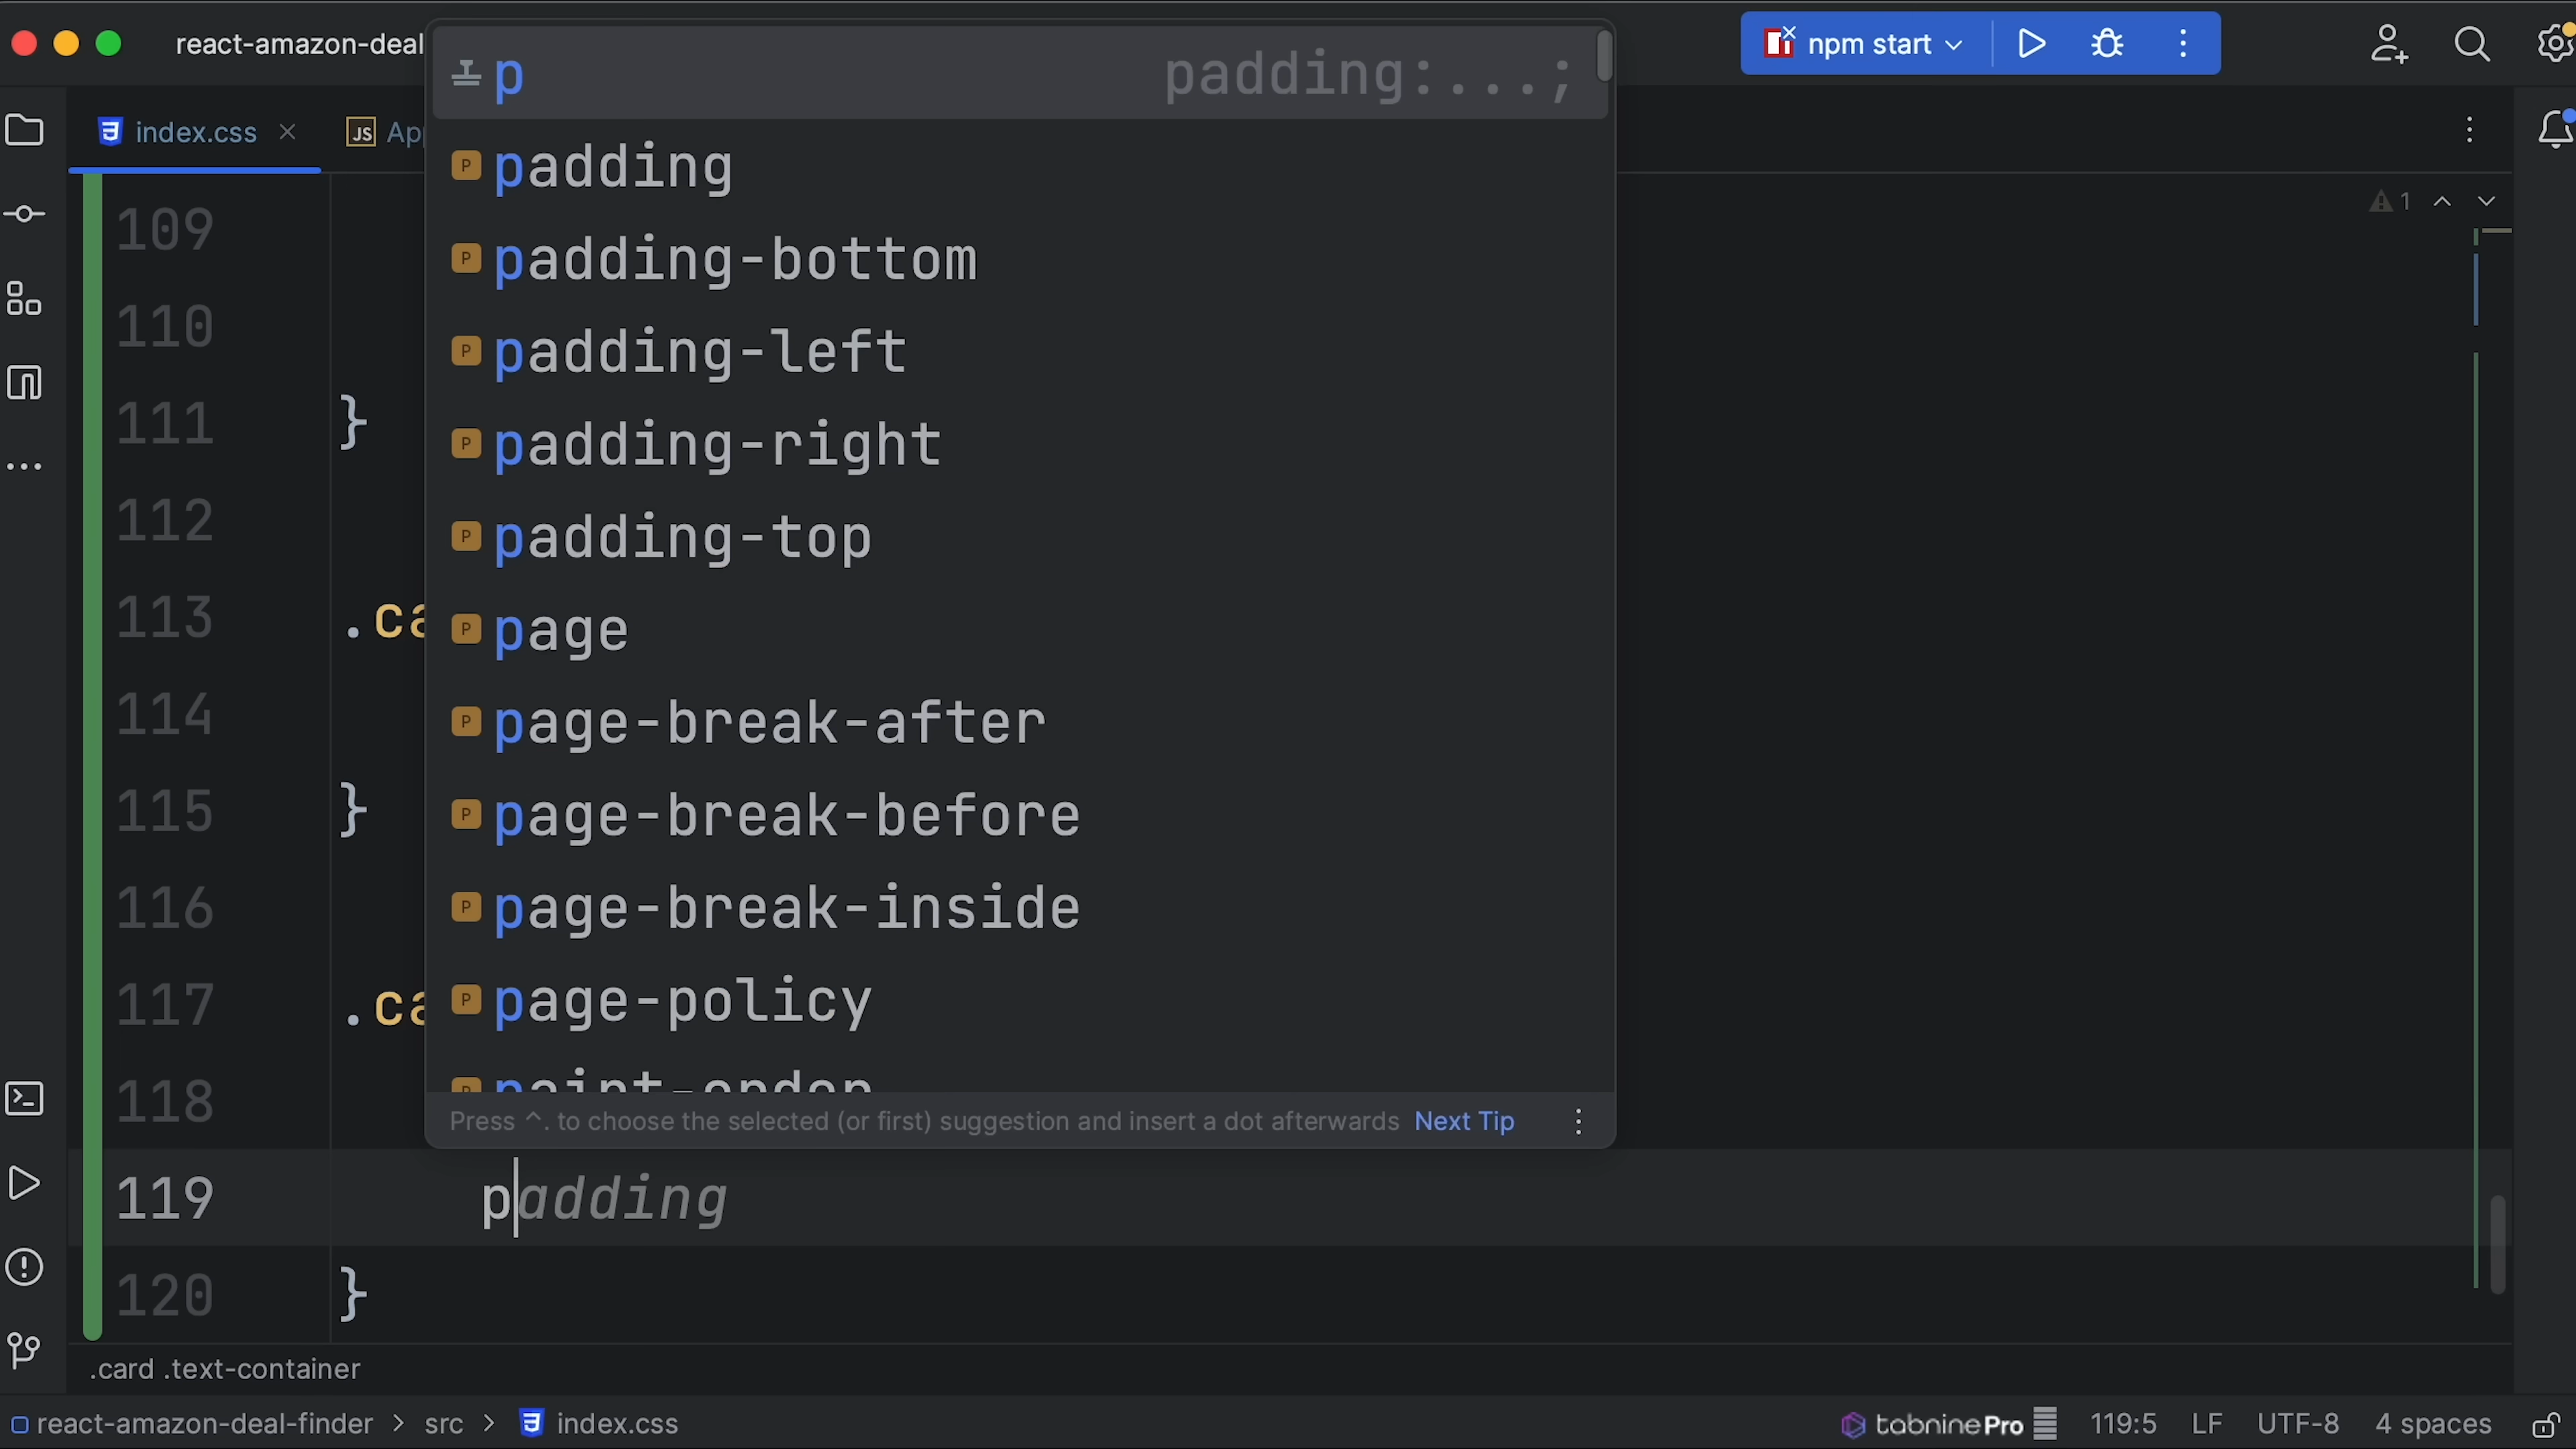 react-amazon-deal
npm start
index.css
p padding:...;
padding
padding-bottom
padding-left
padding-right
padding-top
page
page-break-after
page-break-before
page-break-inside
page-policy
Press ^. to choose the selected (or first) suggestion and insert a dot afterwards Next Tip
1
109
110
111 }
112
113 .ca
114
115 }
116
117 .ca
118
119 padding
120 }
.card .text-container
react-amazon-deal-finder > src > index.css
tabnine Pro 119:5 LF UTF-8 4 spaces